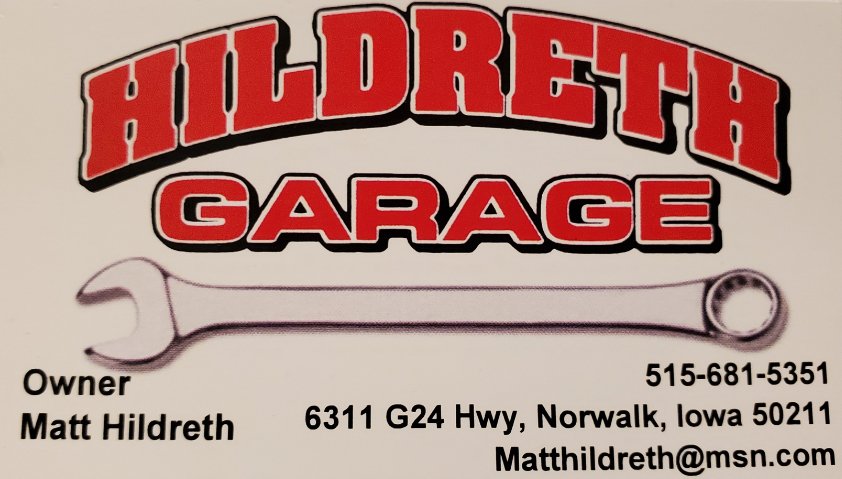 HILDRETH
GARAGE
Owner
Matt Hildreth
515-681-5351
6311 G24 Hwy, Norwalk, Iowa 50211
Matthildreth@msn.com